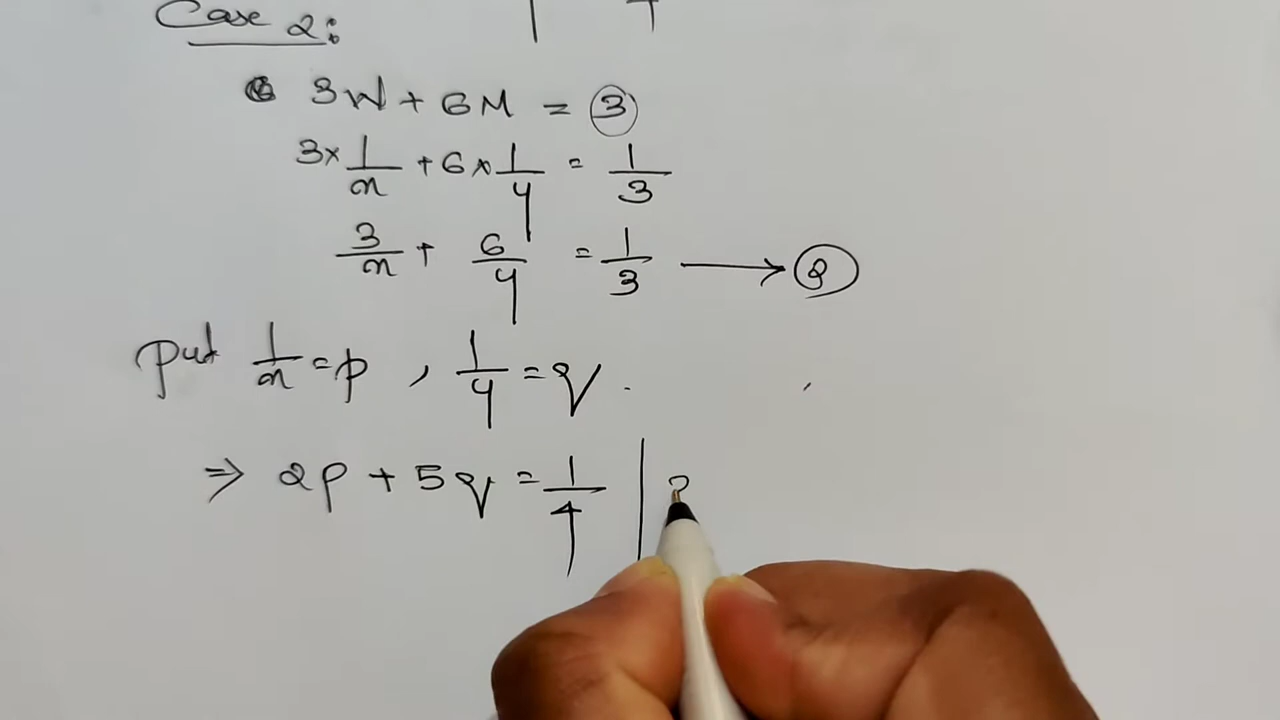 Case 2:
3W + 6M = 3
3 × 1/x + 6 × 1/y = 1/3
3/x + 6/y = 1/3 → 2
put 1/x = p, 1/y = q.
⇒ 2p + 5q = 1/4 |